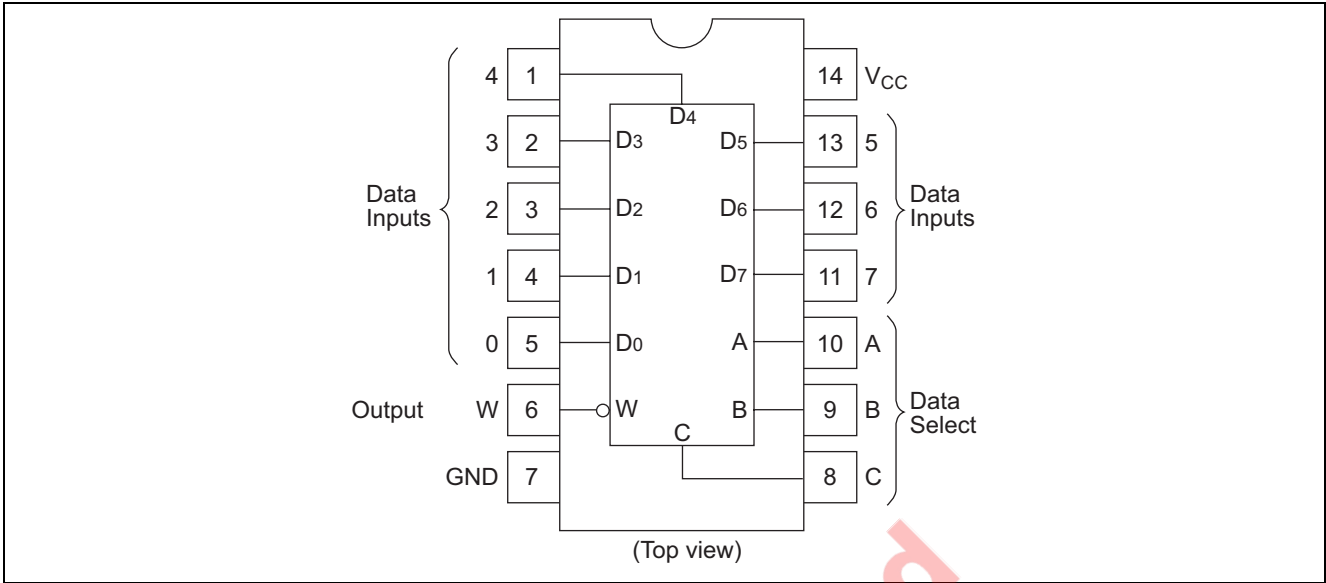 4 1 14 VCC
D4
3 2 D3 D5 13 5
Data Inputs 2 3 D2 D6 12 6 Data Inputs
1 4 D1 D7 11 7
0 5 D0 A 10 A
Output W 6 W B 9 B Data Select
C
GND 7 8 C
(Top view)